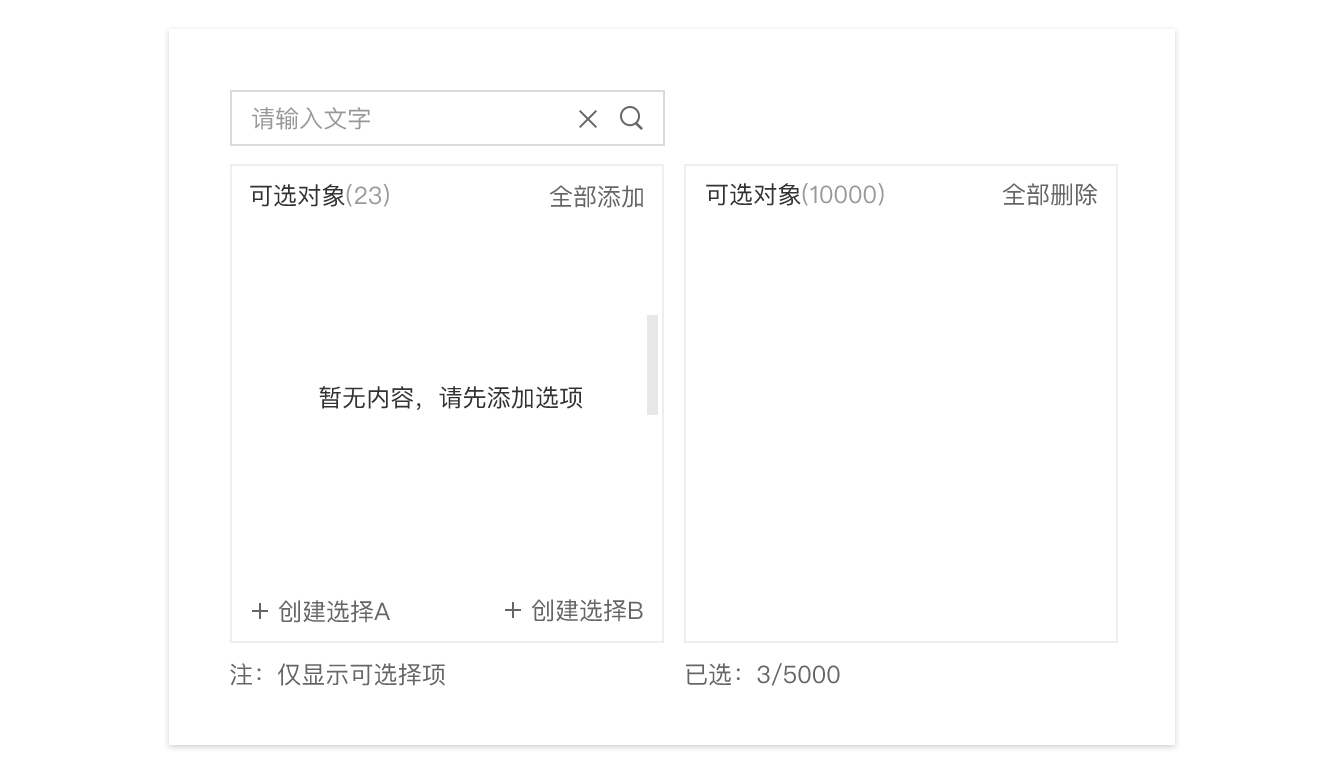 请输入文字
可选对象(23) 全部添加
暂无内容，请先添加选项
+ 创建选择A + 创建选择B
注：仅显示可选择项
可选对象(10000) 全部删除
已选：3/5000